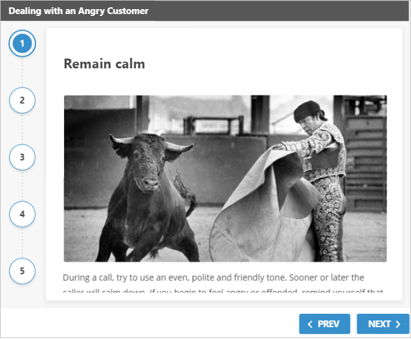 Dealing with an Angry Customer
1
Remain calm
2
3
4
5
During a call, try to use an even, polite and friendly tone. Sooner or later the
caller will calm down. If you begin to feel angry or offended, remind yourself that
PREV
NEXT